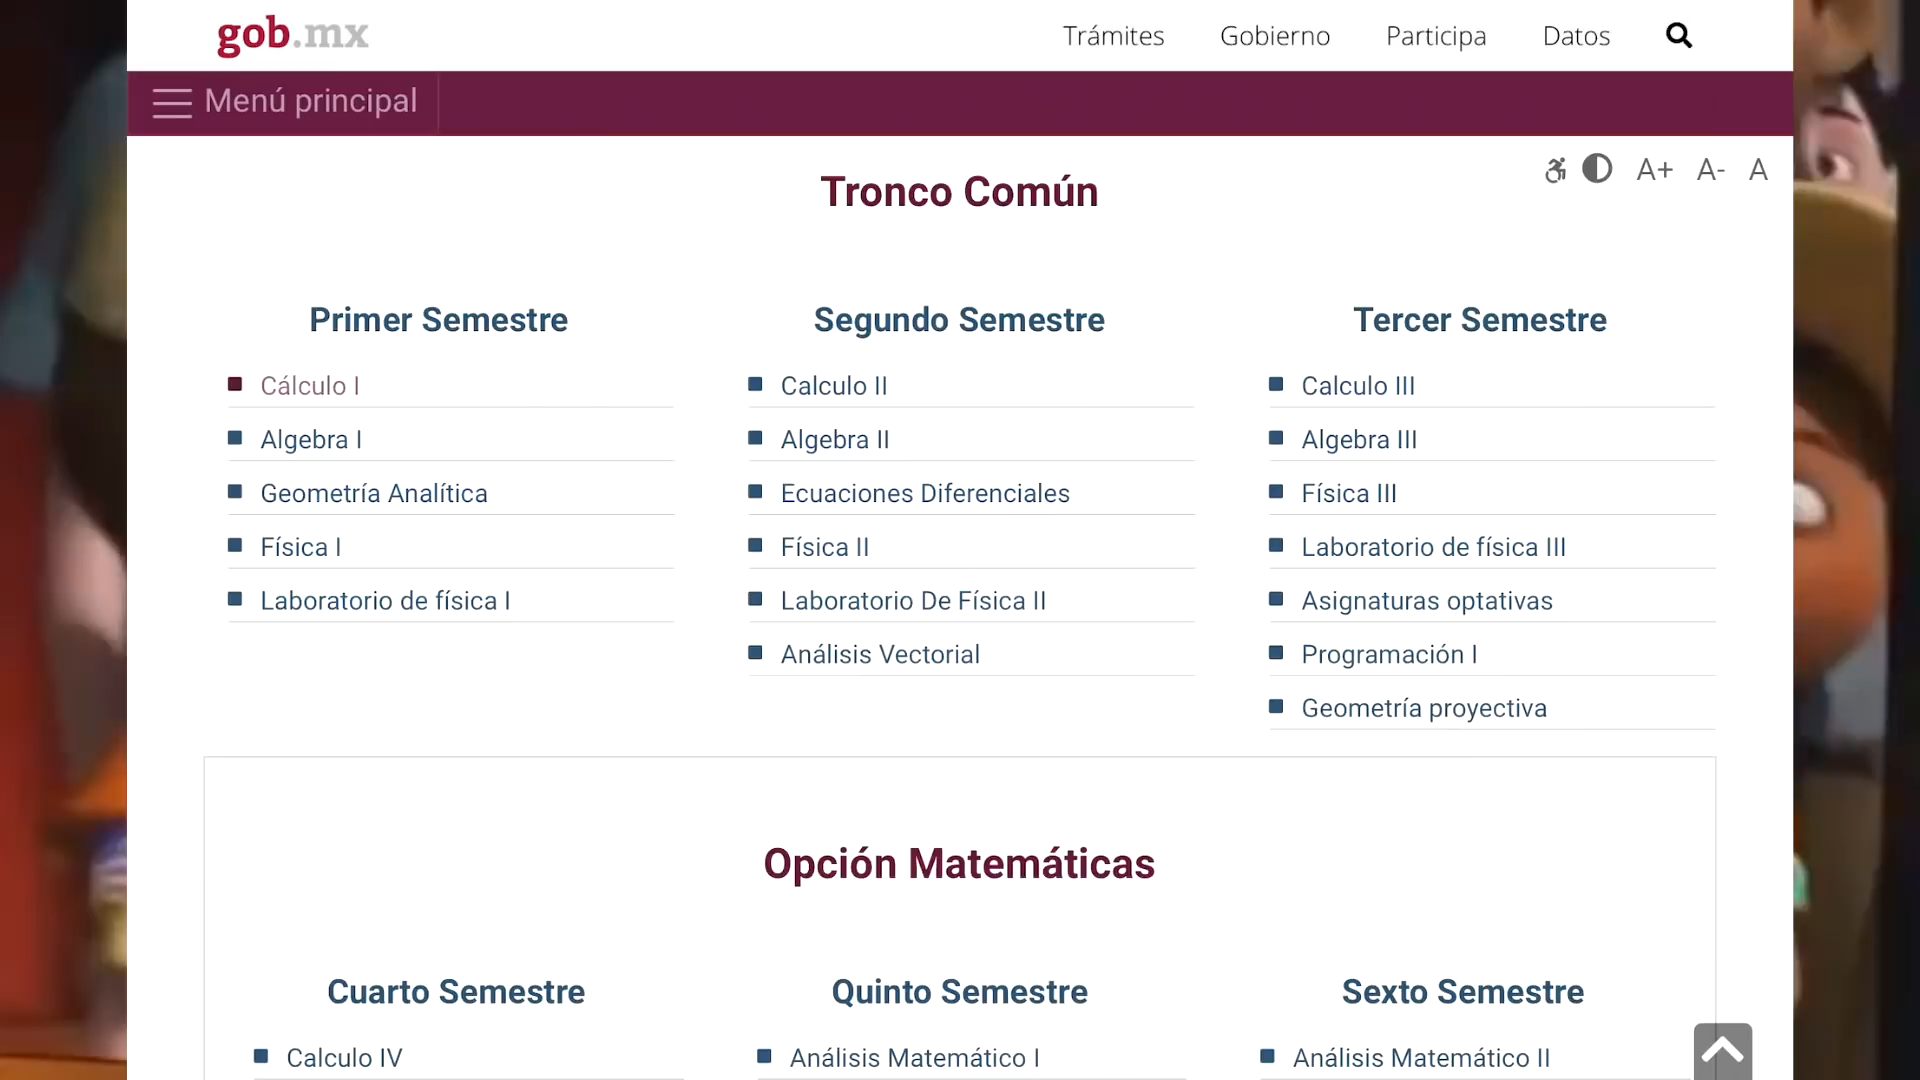 gob.mx
Trámites Gobierno Participa Datos
Menú principal
A+ A- A
Tronco Común
Primer Semestre
Cálculo I
Algebra I
Geometría Analítica
Física I
Laboratorio de física I
Segundo Semestre
Calculo II
Algebra II
Ecuaciones Diferenciales
Física II
Laboratorio De Física II
Análisis Vectorial
Tercer Semestre
Calculo III
Algebra III
Física III
Laboratorio de física III
Asignaturas optativas
Programación I
Geometría proyectiva
Opción Matemáticas
Cuarto Semestre
Calculo IV
Quinto Semestre
Análisis Matemático I
Sexto Semestre
Análisis Matemático II